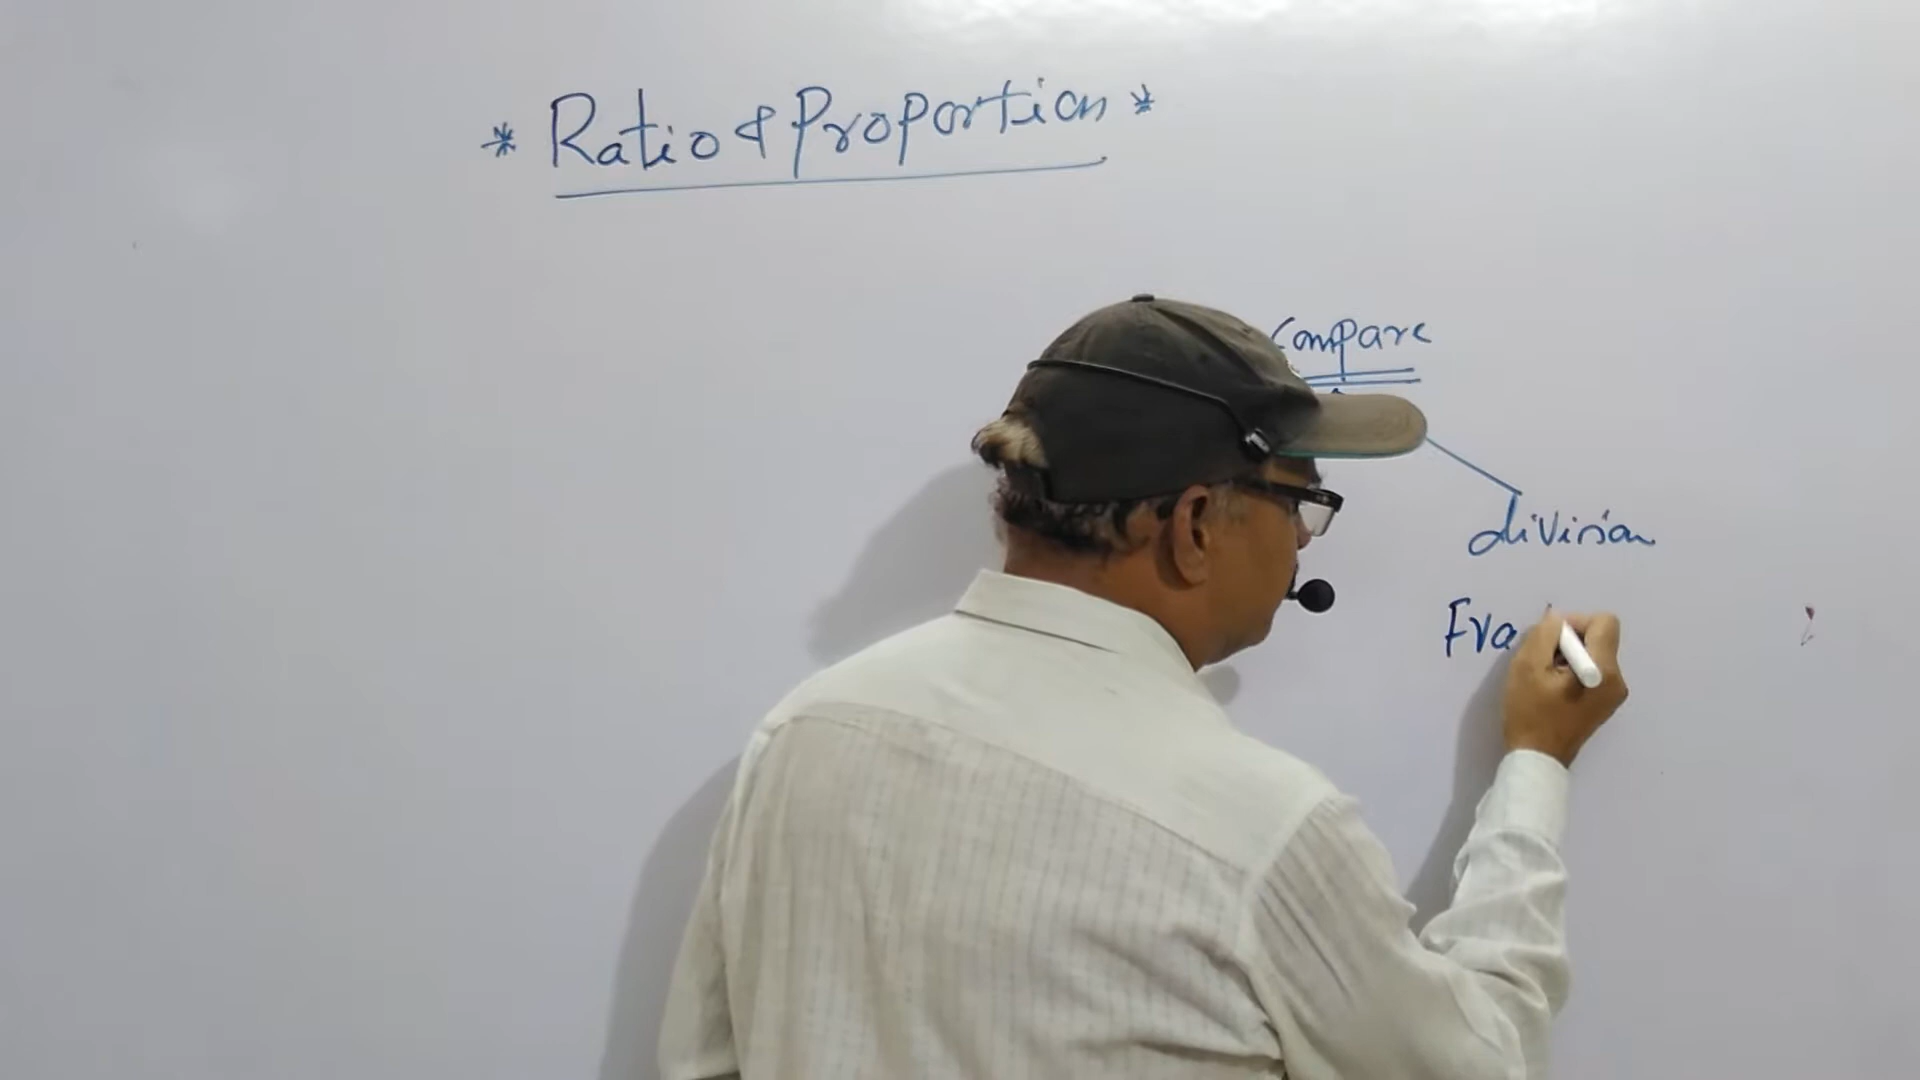 * Ratio & Proportion *
Compare
division
Fra